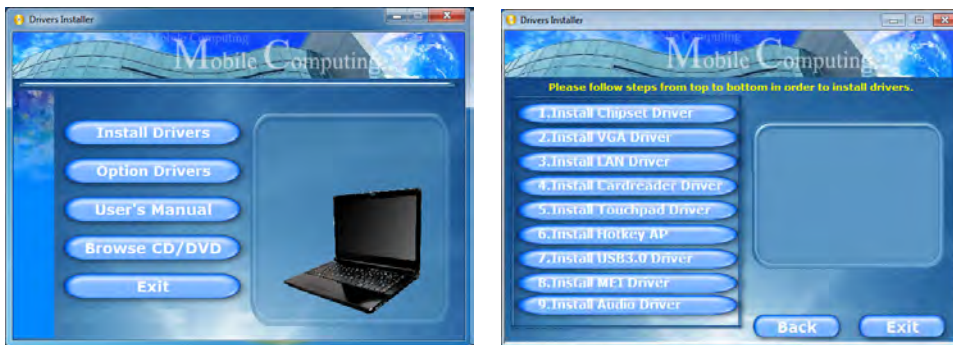 Drivers Installer
Mobile Computing
Mobile Computing
Install Drivers
Option Drivers
User's Manual
Browse CD/DVD
Exit
Drivers Installer
Mobile Computing
Please follow steps from top to bottom in order to install drivers.
1.Install Chipset Driver
2.Install VGA Driver
3.Install LAN Driver
4.Install Cardreader Driver
5.Install Touchpad Driver
6.Install Hotkey AP
7.Install USB3.0 Driver
8.Install MEI Driver
9.Install Audio Driver
Back
Exit